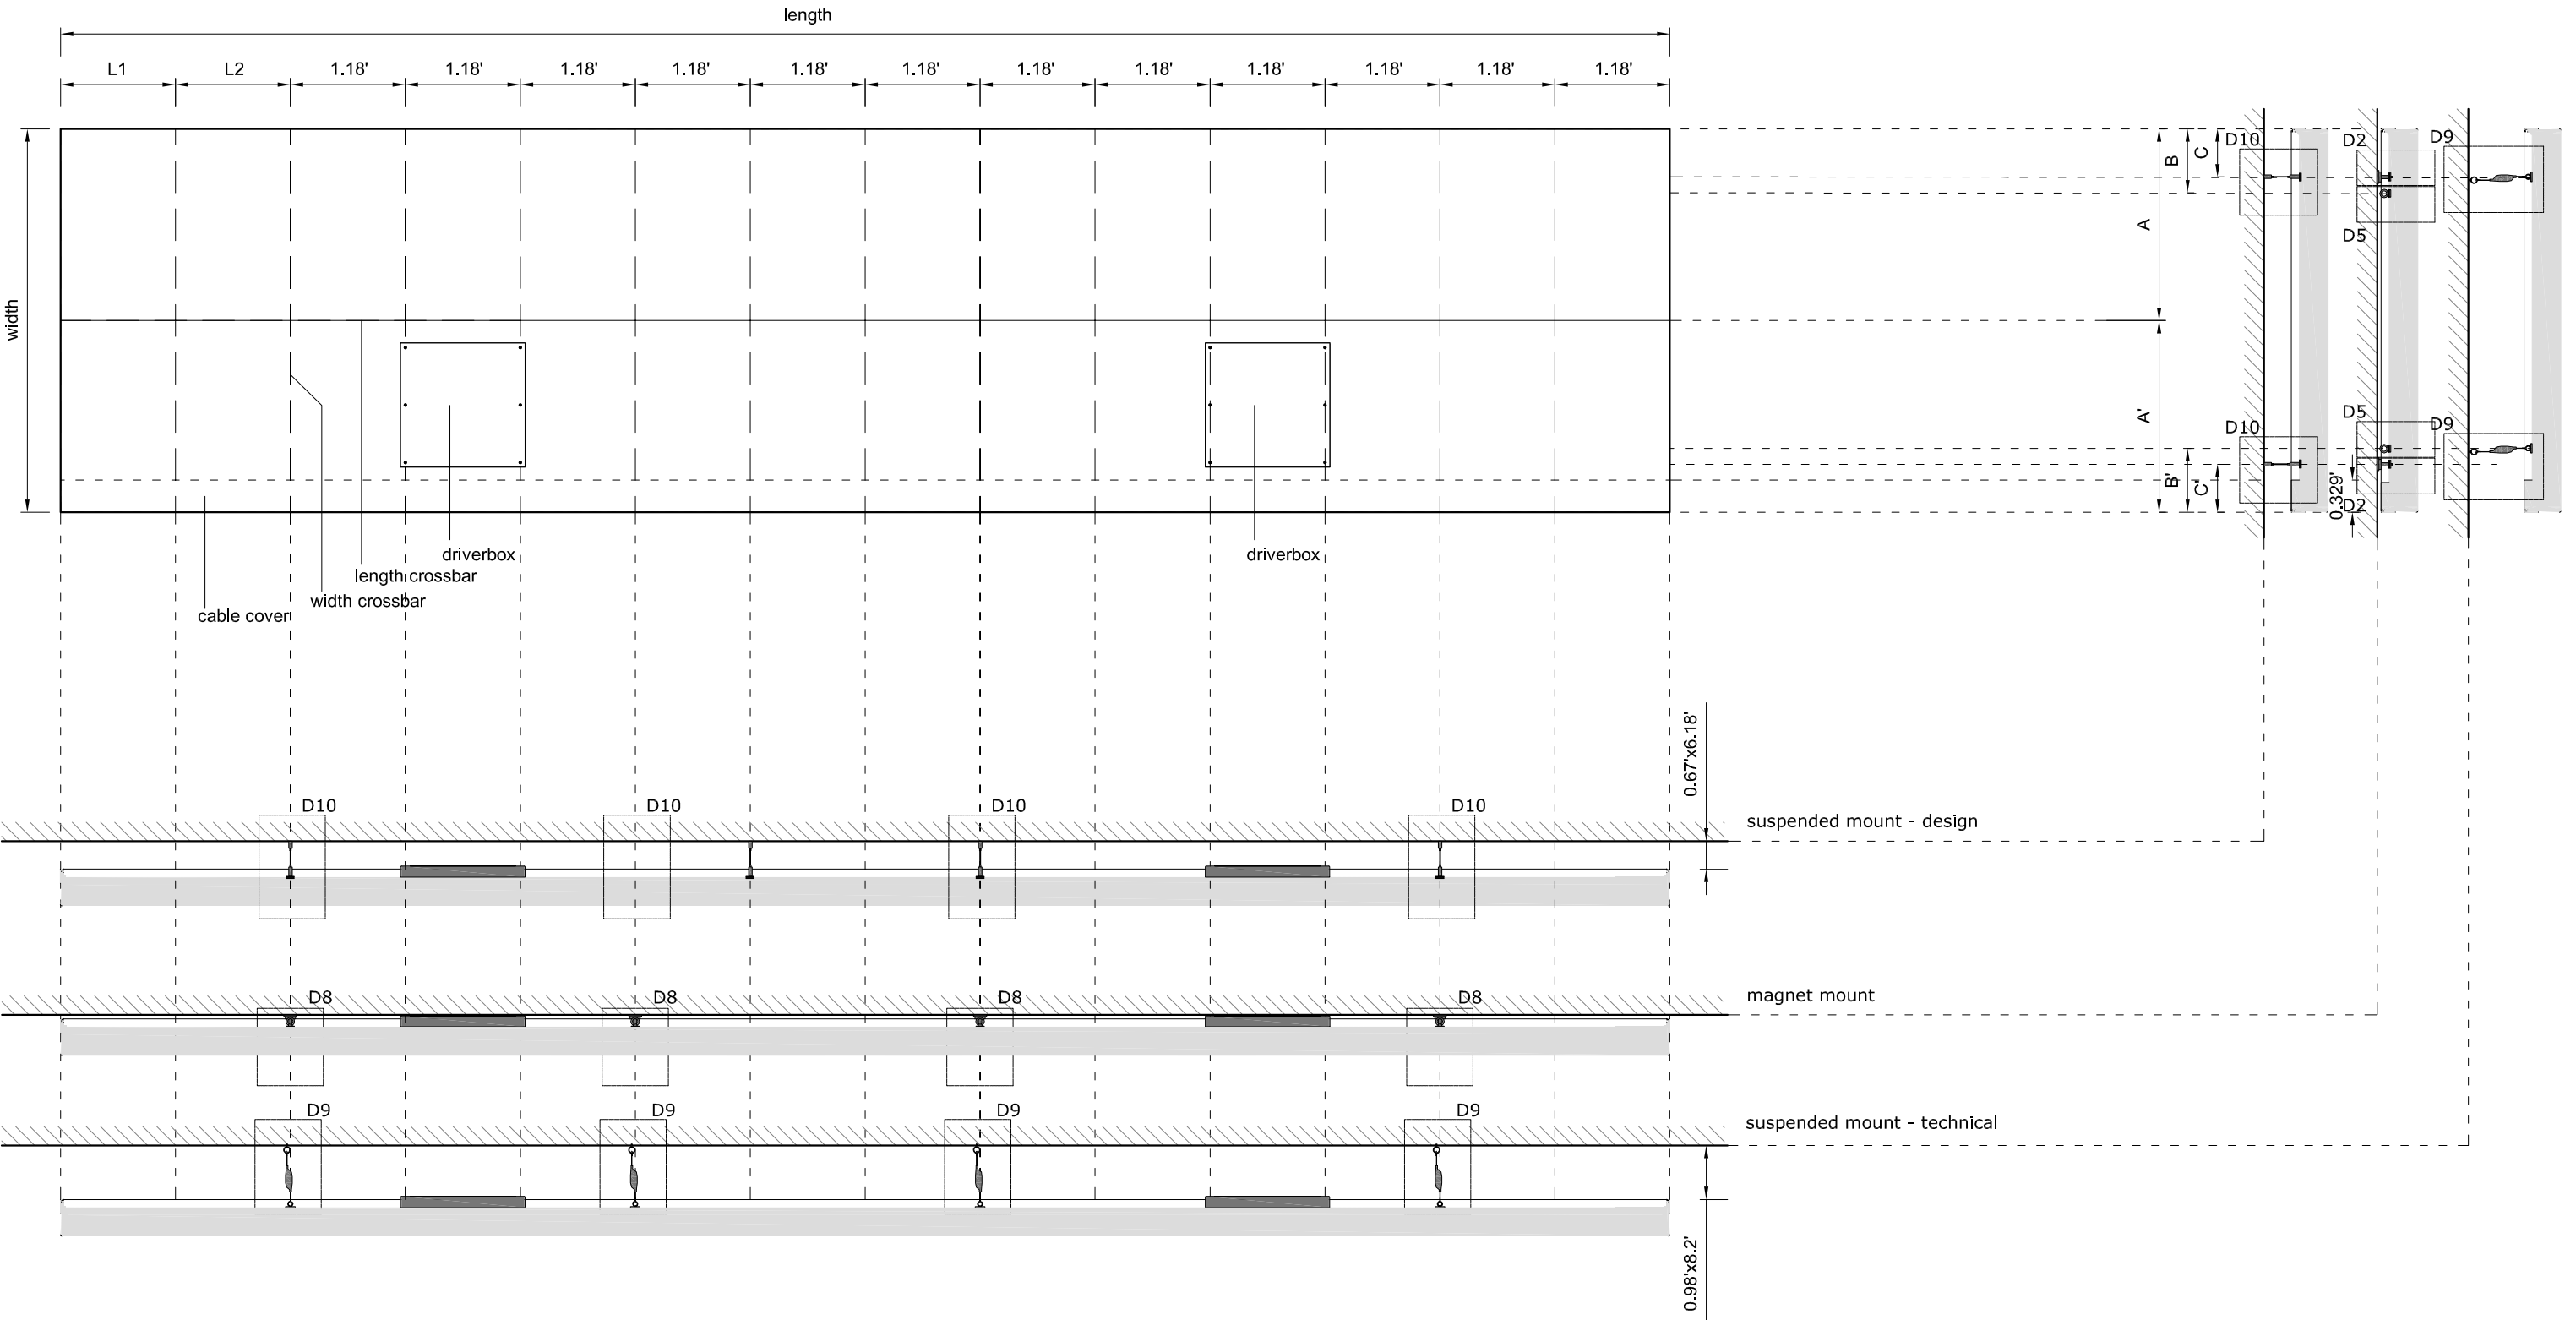 length
L1 L2 1.18' 1.18' 1.18' 1.18' 1.18' 1.18' 1.18' 1.18' 1.18' 1.18' 1.18' 1.18'
width
D10 D2 D9
A B C
D5
A' B' C'
D10 D5 D9
0.329'
D2
driverbox driverbox
length crossbar
width crossbar
cable cover
0.67'x6.18'
D10 D10 D10 D10
suspended mount - design
D8 D8 D8 D8
magnet mount
D9 D9 D9 D9
suspended mount - technical
0.98'x8.2'